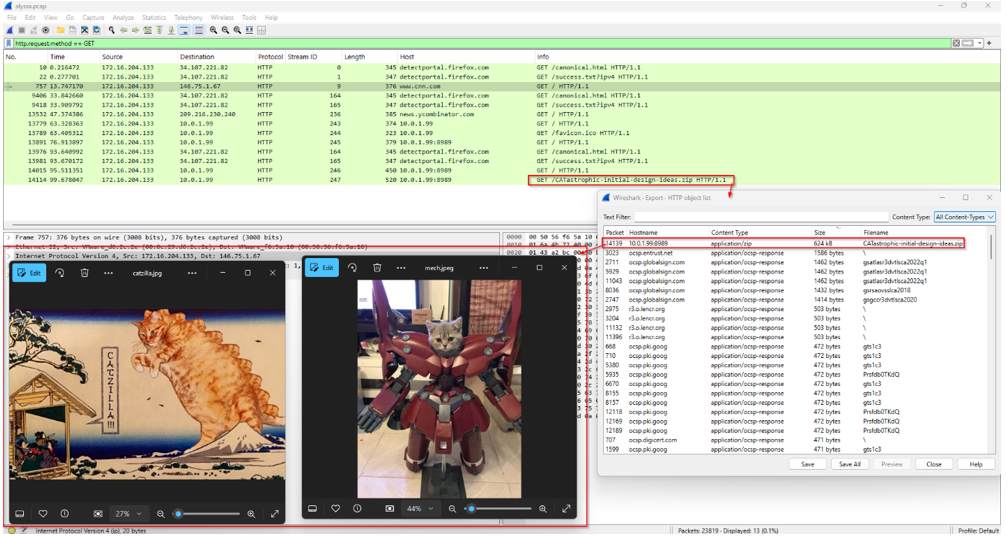 alyssa.pcap
File Edit View Go Capture Analyze Statistics Telephony Wireless Tools Help
http.request.method == GET
No. Time Source Destination Protocol Stream ID Length Host Info
10 0.216472 172.16.204.133 34.107.221.82 HTTP 0 345 detectportal.firefox.com GET /canonical.html HTTP/1.1
22 0.277701 172.16.204.133 34.107.221.82 HTTP 1 347 detectportal.firefox.com GET /success.txt?ipv4 HTTP/1.1
757 13.747170 172.16.204.133 146.75.1.67 HTTP 9 376 www.cnn.com GET / HTTP/1.1
9406 33.842660 172.16.204.133 34.107.221.82 HTTP 164 345 detectportal.firefox.com GET /canonical.html HTTP/1.1
9418 33.909792 172.16.204.133 34.107.221.82 HTTP 165 347 detectportal.firefox.com GET /success.txt?ipv4 HTTP/1.1
13532 47.374386 172.16.204.133 209.216.230.240 HTTP 236 385 news.ycombinator.com GET / HTTP/1.1
13779 63.328363 172.16.204.133 10.0.1.99 HTTP 243 374 10.0.1.99 GET / HTTP/1.1
13789 63.405312 172.16.204.133 10.0.1.99 HTTP 244 323 10.0.1.99 GET /favicon.ico HTTP/1.1
13891 76.913897 172.16.204.133 10.0.1.99 HTTP 245 379 10.0.1.99:8989 GET / HTTP/1.1
13976 93.640992 172.16.204.133 34.107.221.82 HTTP 164 345 detectportal.firefox.com GET /canonical.html HTTP/1.1
13981 93.670172 172.16.204.133 34.107.221.82 HTTP 165 347 detectportal.firefox.com GET /success.txt?ipv4 HTTP/1.1
14015 95.511351 172.16.204.133 10.0.1.99 HTTP 246 450 10.0.1.99:8989 GET / HTTP/1.1
14114 99.678047 172.16.204.133 10.0.1.99 HTTP 247 520 10.0.1.99:8989 GET /CATastrophic-initial-design-ideas.zip HTTP/1.1
Wireshark - Export - HTTP object list
Text Filter: Content Type: All Content-Types
Packet Hostname Content Type Size Filename
14139 10.0.1.99:8989 application/zip 624 kB CATastrophic-initial-design-ideas.zip
3023 ocsp.entrust.net application/ocsp-response 1586 bytes \
2711 ocsp.globalsign.com application/ocsp-response 1462 bytes gsatlasr3dvtlsca2022q1
5929 ocsp.globalsign.com application/ocsp-response 1462 bytes gsatlasr3dvtlsca2022q1
11043 ocsp.globalsign.com application/ocsp-response 1462 bytes gsatlasr3dvtlsca2022q1
8036 ocsp.globalsign.com application/ocsp-response 1432 bytes gsrsaovsslca2018
2747 ocsp.globalsign.com application/ocsp-response 1414 bytes gsgccr3dvtlsca2020
2975 r3.o.lencr.org application/ocsp-response 503 bytes \
3204 r3.o.lencr.org application/ocsp-response 503 bytes \
11132 r3.o.lencr.org application/ocsp-response 503 bytes \
11396 r3.o.lencr.org application/ocsp-response 503 bytes \
668 ocsp.pki.goog application/ocsp-response 472 bytes gts1c3
710 ocsp.pki.goog application/ocsp-response 472 bytes gts1c3
5380 ocsp.pki.goog application/ocsp-response 472 bytes gts1c3
5935 ocsp.pki.goog application/ocsp-response 472 bytes Prsfdb0TKdQ
6670 ocsp.pki.goog application/ocsp-response 472 bytes gts1c3
8155 ocsp.pki.goog application/ocsp-response 472 bytes gts1c3
8157 ocsp.pki.goog application/ocsp-response 472 bytes gts1c3
12118 ocsp.pki.goog application/ocsp-response 472 bytes Prsfdb0TKdQ
12169 ocsp.pki.goog application/ocsp-response 472 bytes Prsfdb0TKdQ
12189 ocsp.pki.goog application/ocsp-response 472 bytes Prsfdb0TKdQ
707 ocsp.digicert.com application/ocsp-response 471 bytes \
1599 ocsp.pki.goog application/ocsp-response 471 bytes gts1c3
Save Save All Preview Close Help
Frame 757: 376 bytes on wire (3008 bits), 376 bytes captured (3008 bits)
Internet Protocol Version 4, Src: 172.16.204.133, Dst: 146.75.1.67
Edit catzilla.jpg
CATZILLA!!!
27%
Edit mech.jpeg
44%
Internet Protocol Version 4 (ip), 20 bytes
Packets: 23819 - Displayed: 13 (0.1%)
Profile: Default